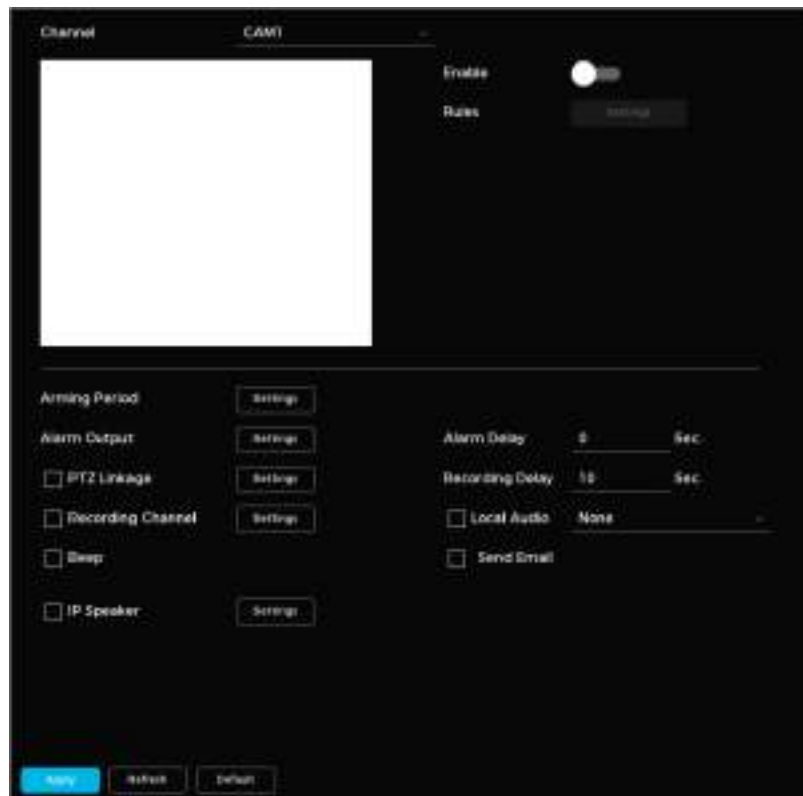 Channel CAM1
Enable
Rules Settings
Arming Period Settings
Alarm Output Settings Alarm Delay 0 Sec.
PTZ Linkage Settings Recording Delay 10 Sec.
Recording Channel Settings Local Audio None
Beep Send Email
IP Speaker Settings
Apply Refresh Default